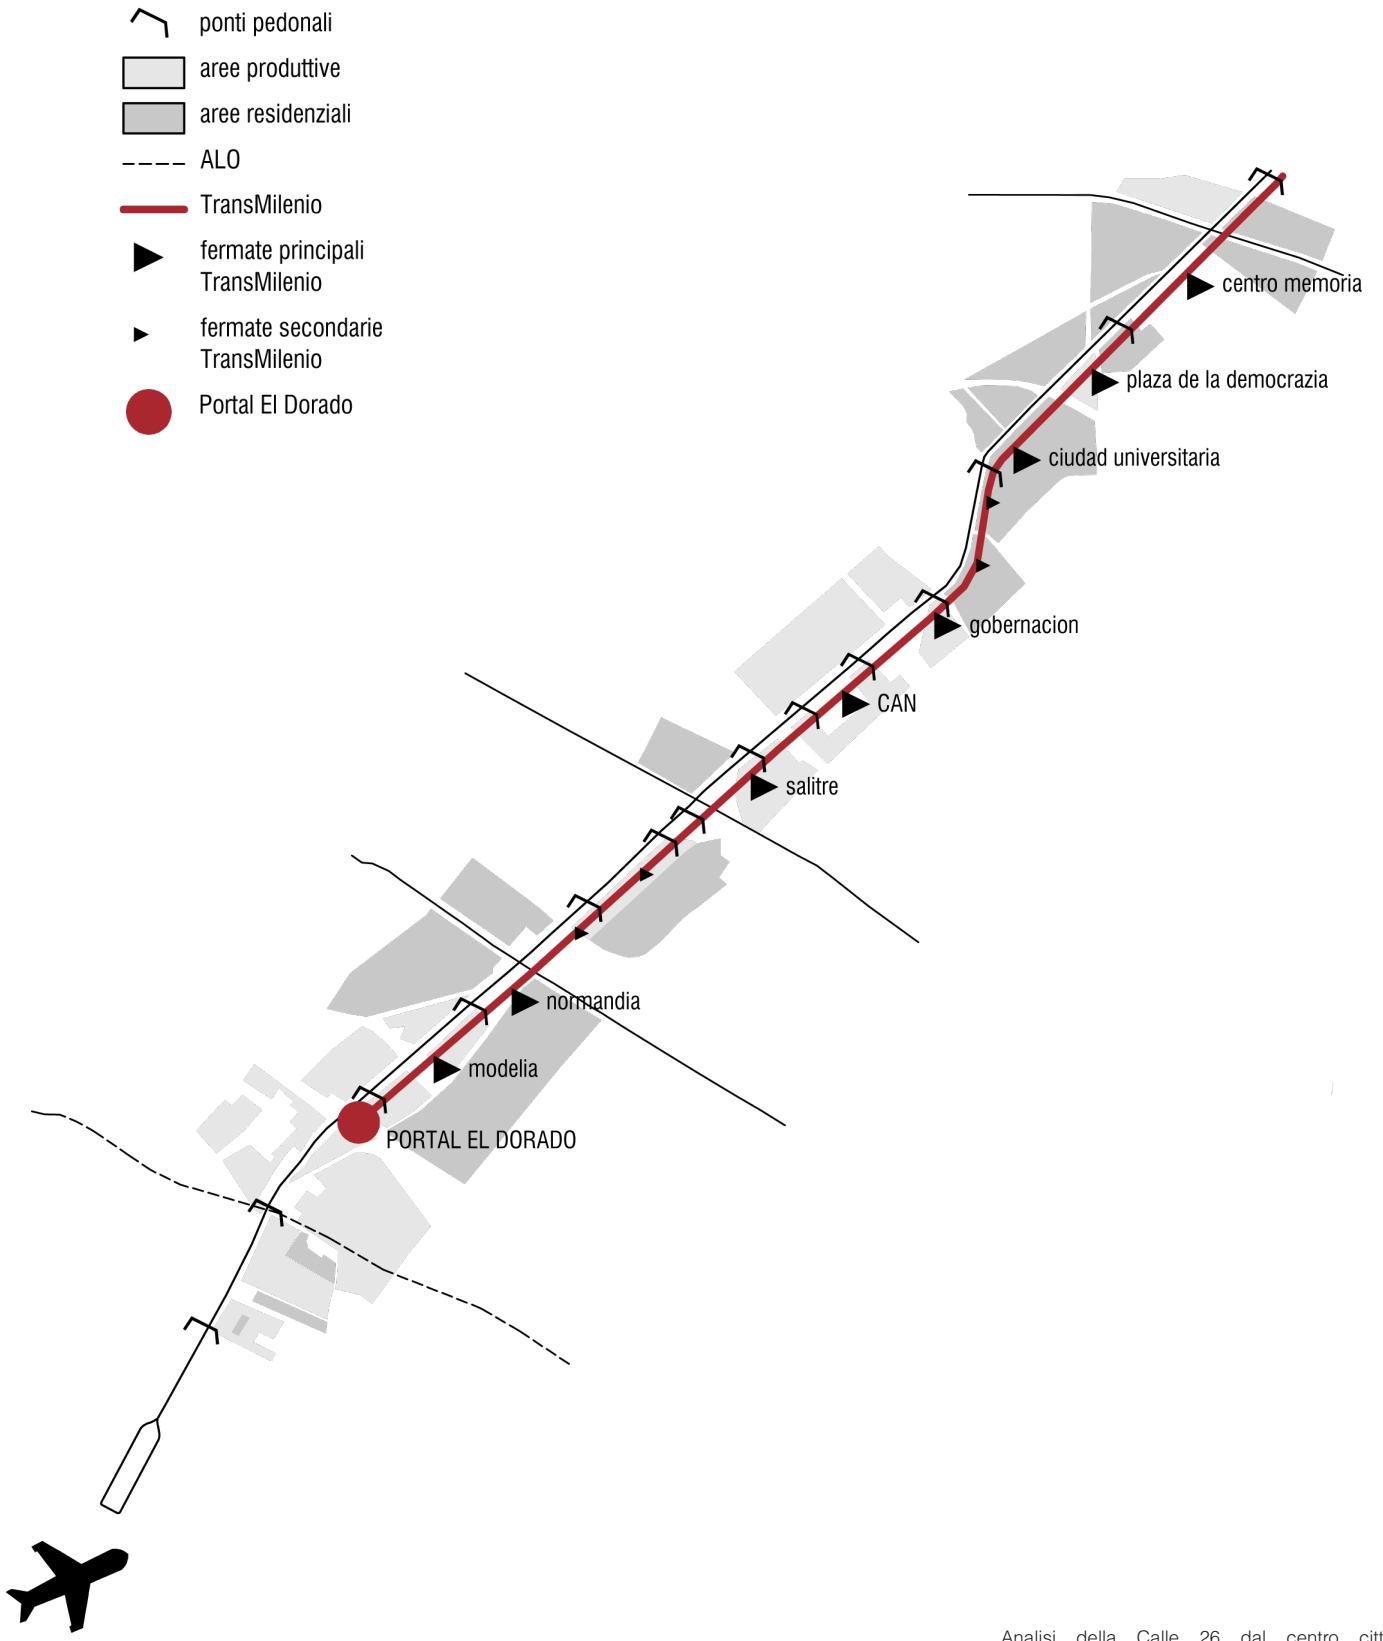 ponti pedonali
aree produttive
aree residenziali
ALO
TransMilenio
fermate principali
TransMilenio
fermate secondarie
TransMilenio
Portal El Dorado
centro memoria
plaza de la democrazia
ciudad universitaria
gobernacion
CAN
salitre
normandia
modelia
PORTAL EL DORADO
Analisi della Calle 26 dal centro citt